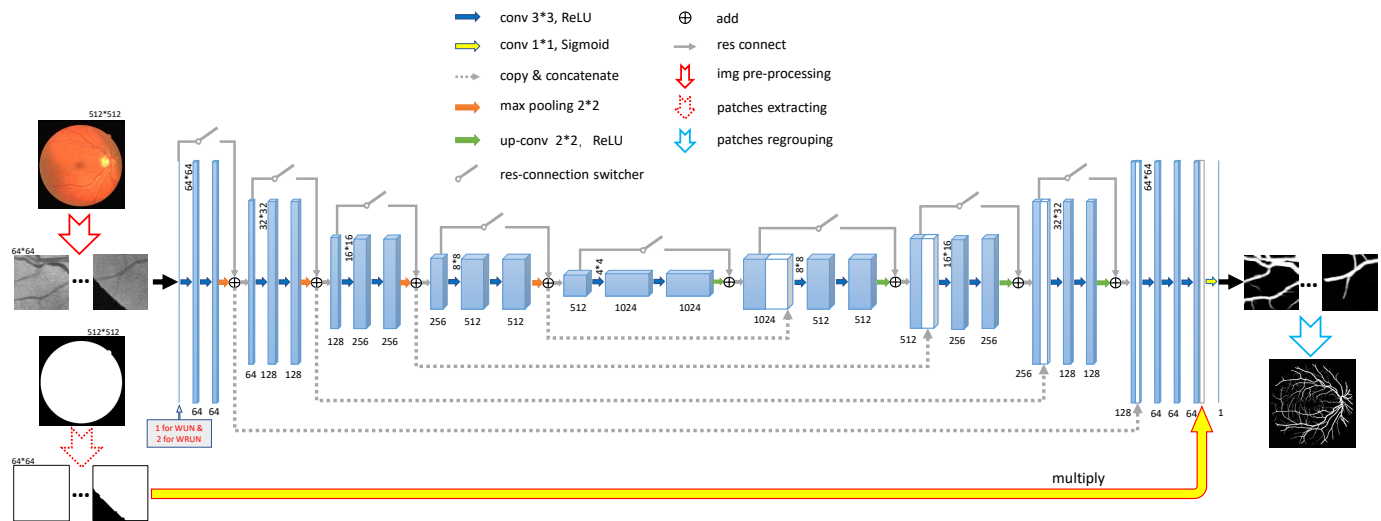 conv 3*3, ReLU
conv 1*1, Sigmoid
copy & concatenate
max pooling 2*2
up-conv 2*2, ReLU
res-connection switcher
add
res connect
img pre-processing
patches extracting
patches regrouping
512*512
64*64
512*512
64*64
64*64
64 64
1 for WUN &
2 for WRUN
32*32
64 128 128
16*16
128 256 256
8*8
256 512 512
4*4
512 1024 1024
8*8
1024 512 512
16*16
512 256 256
32*32
256 128 128
64*64
128 64 64 64 1
multiply